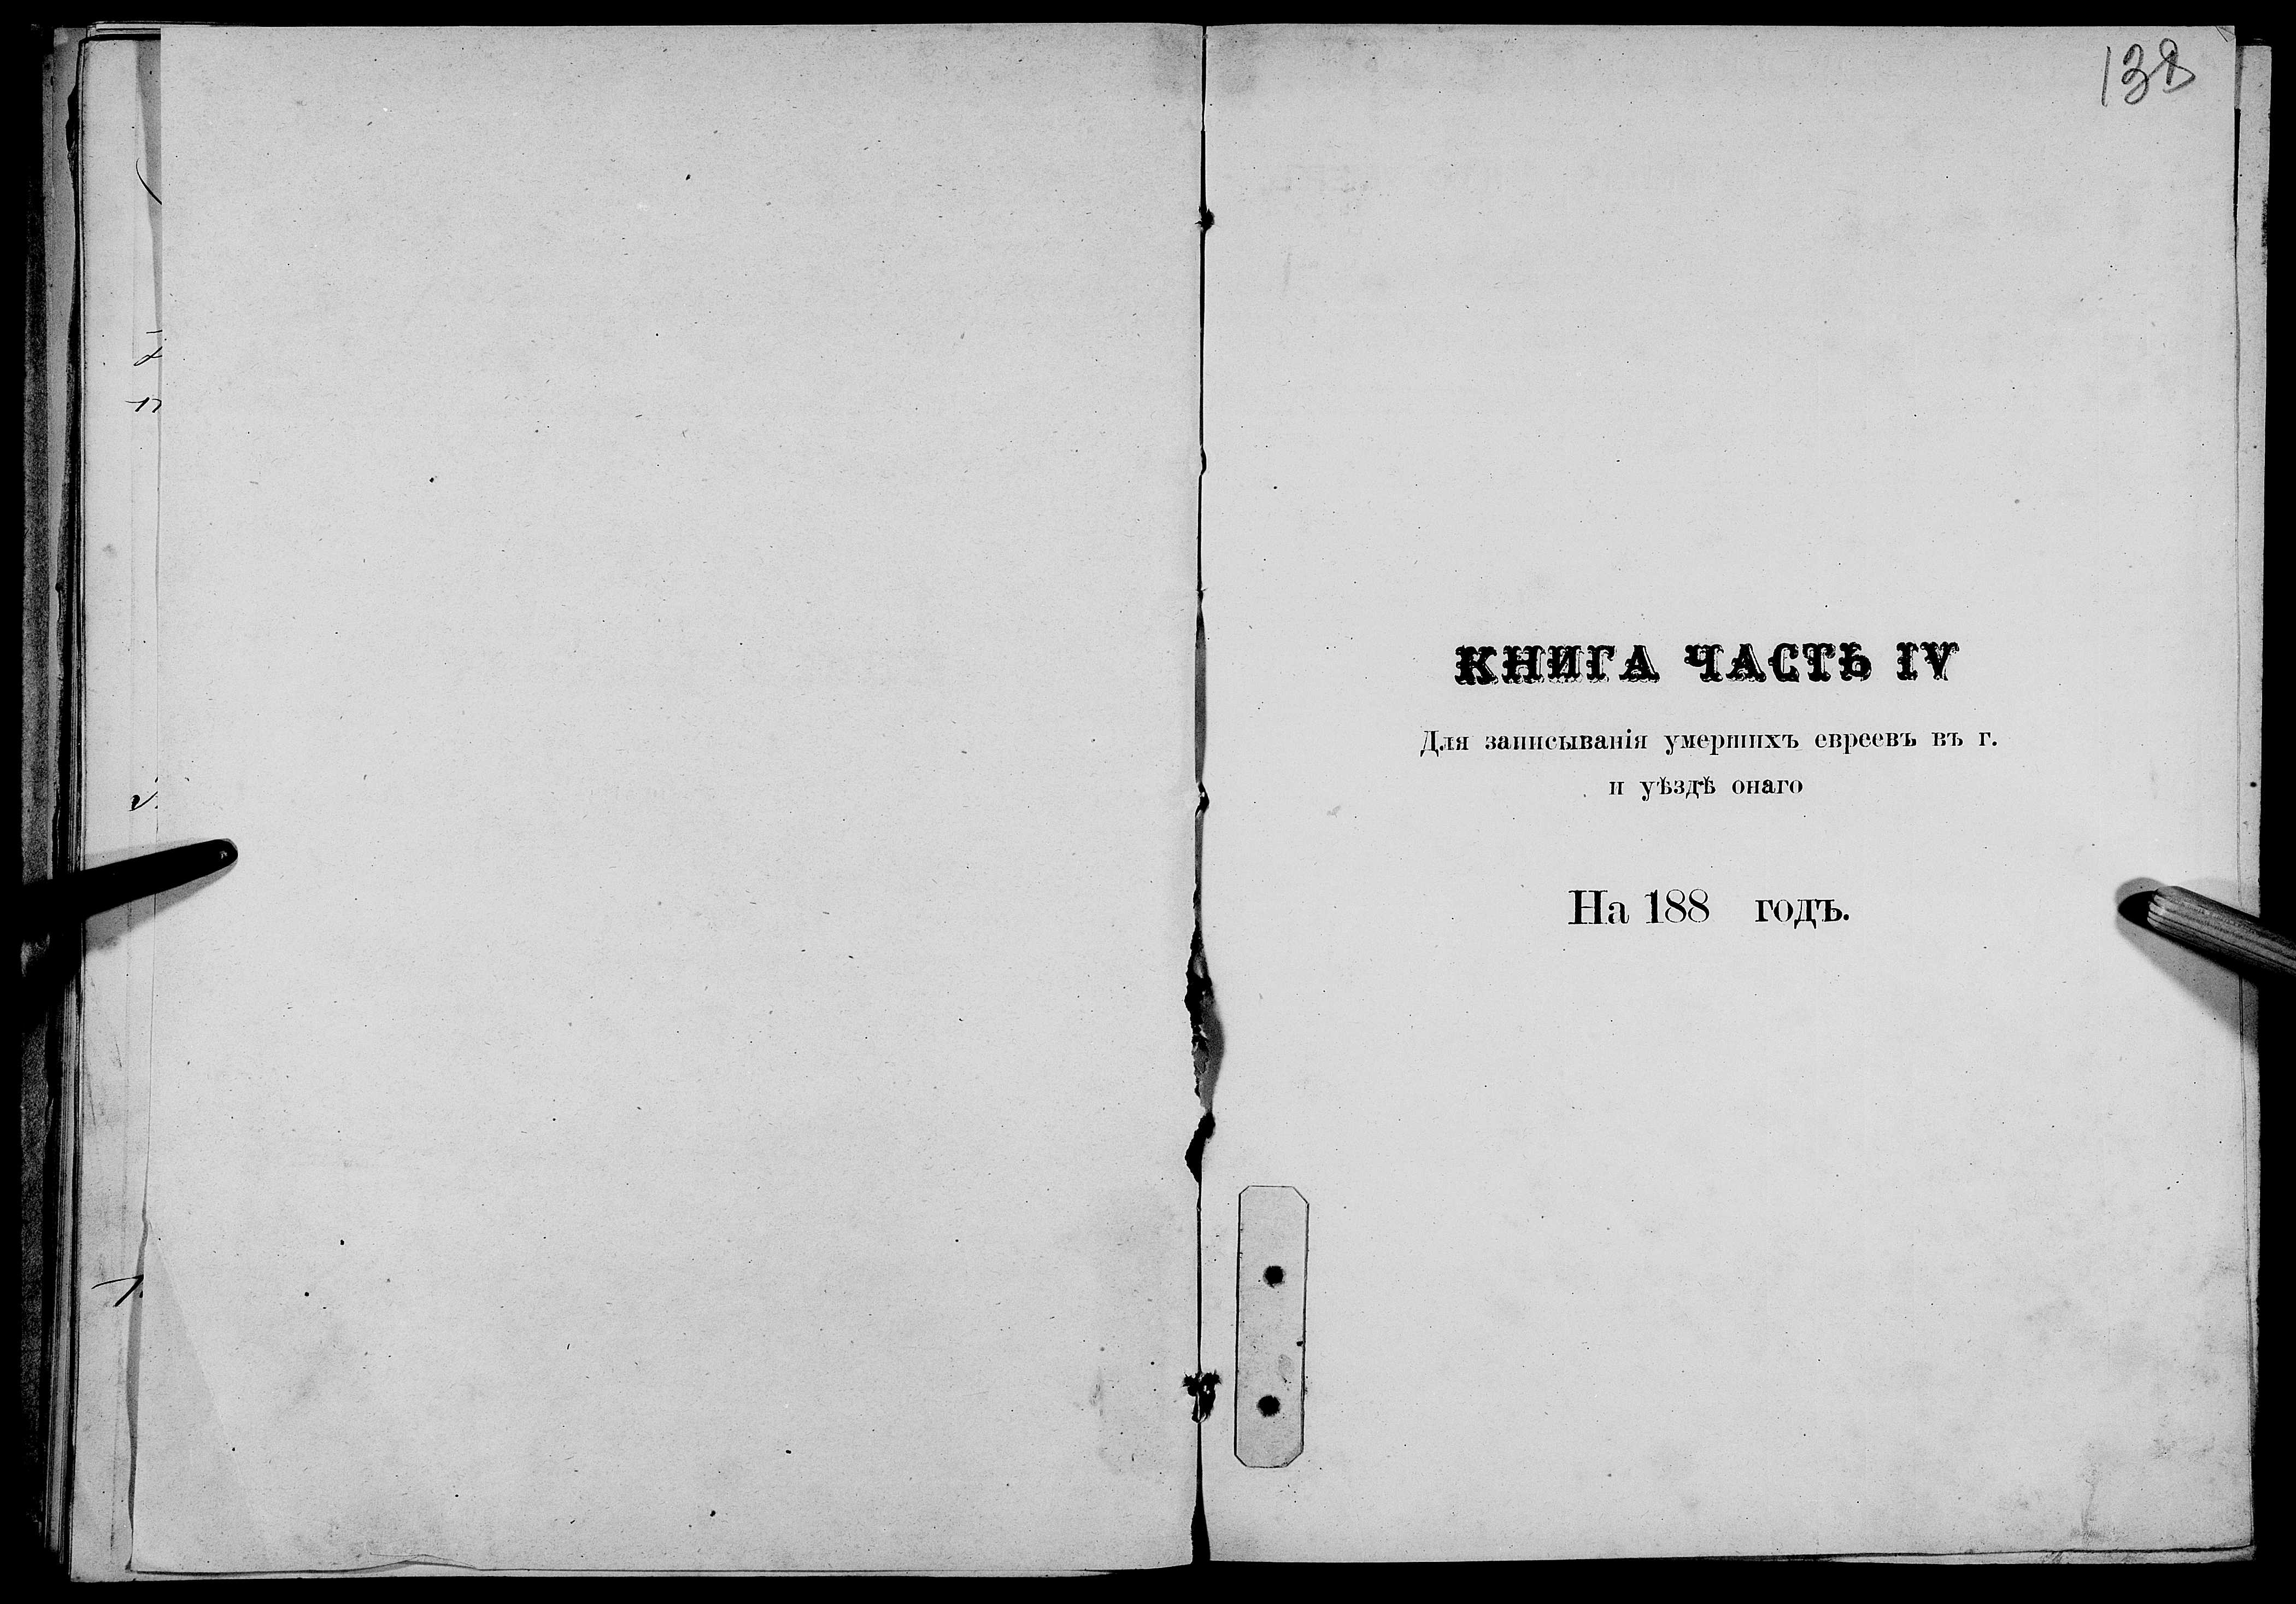 138
КНИГА ЧАСТЬ IV
Для записыванія умершихъ евреевъ въ г.
и уѣздѣ онаго
На 188 годъ.